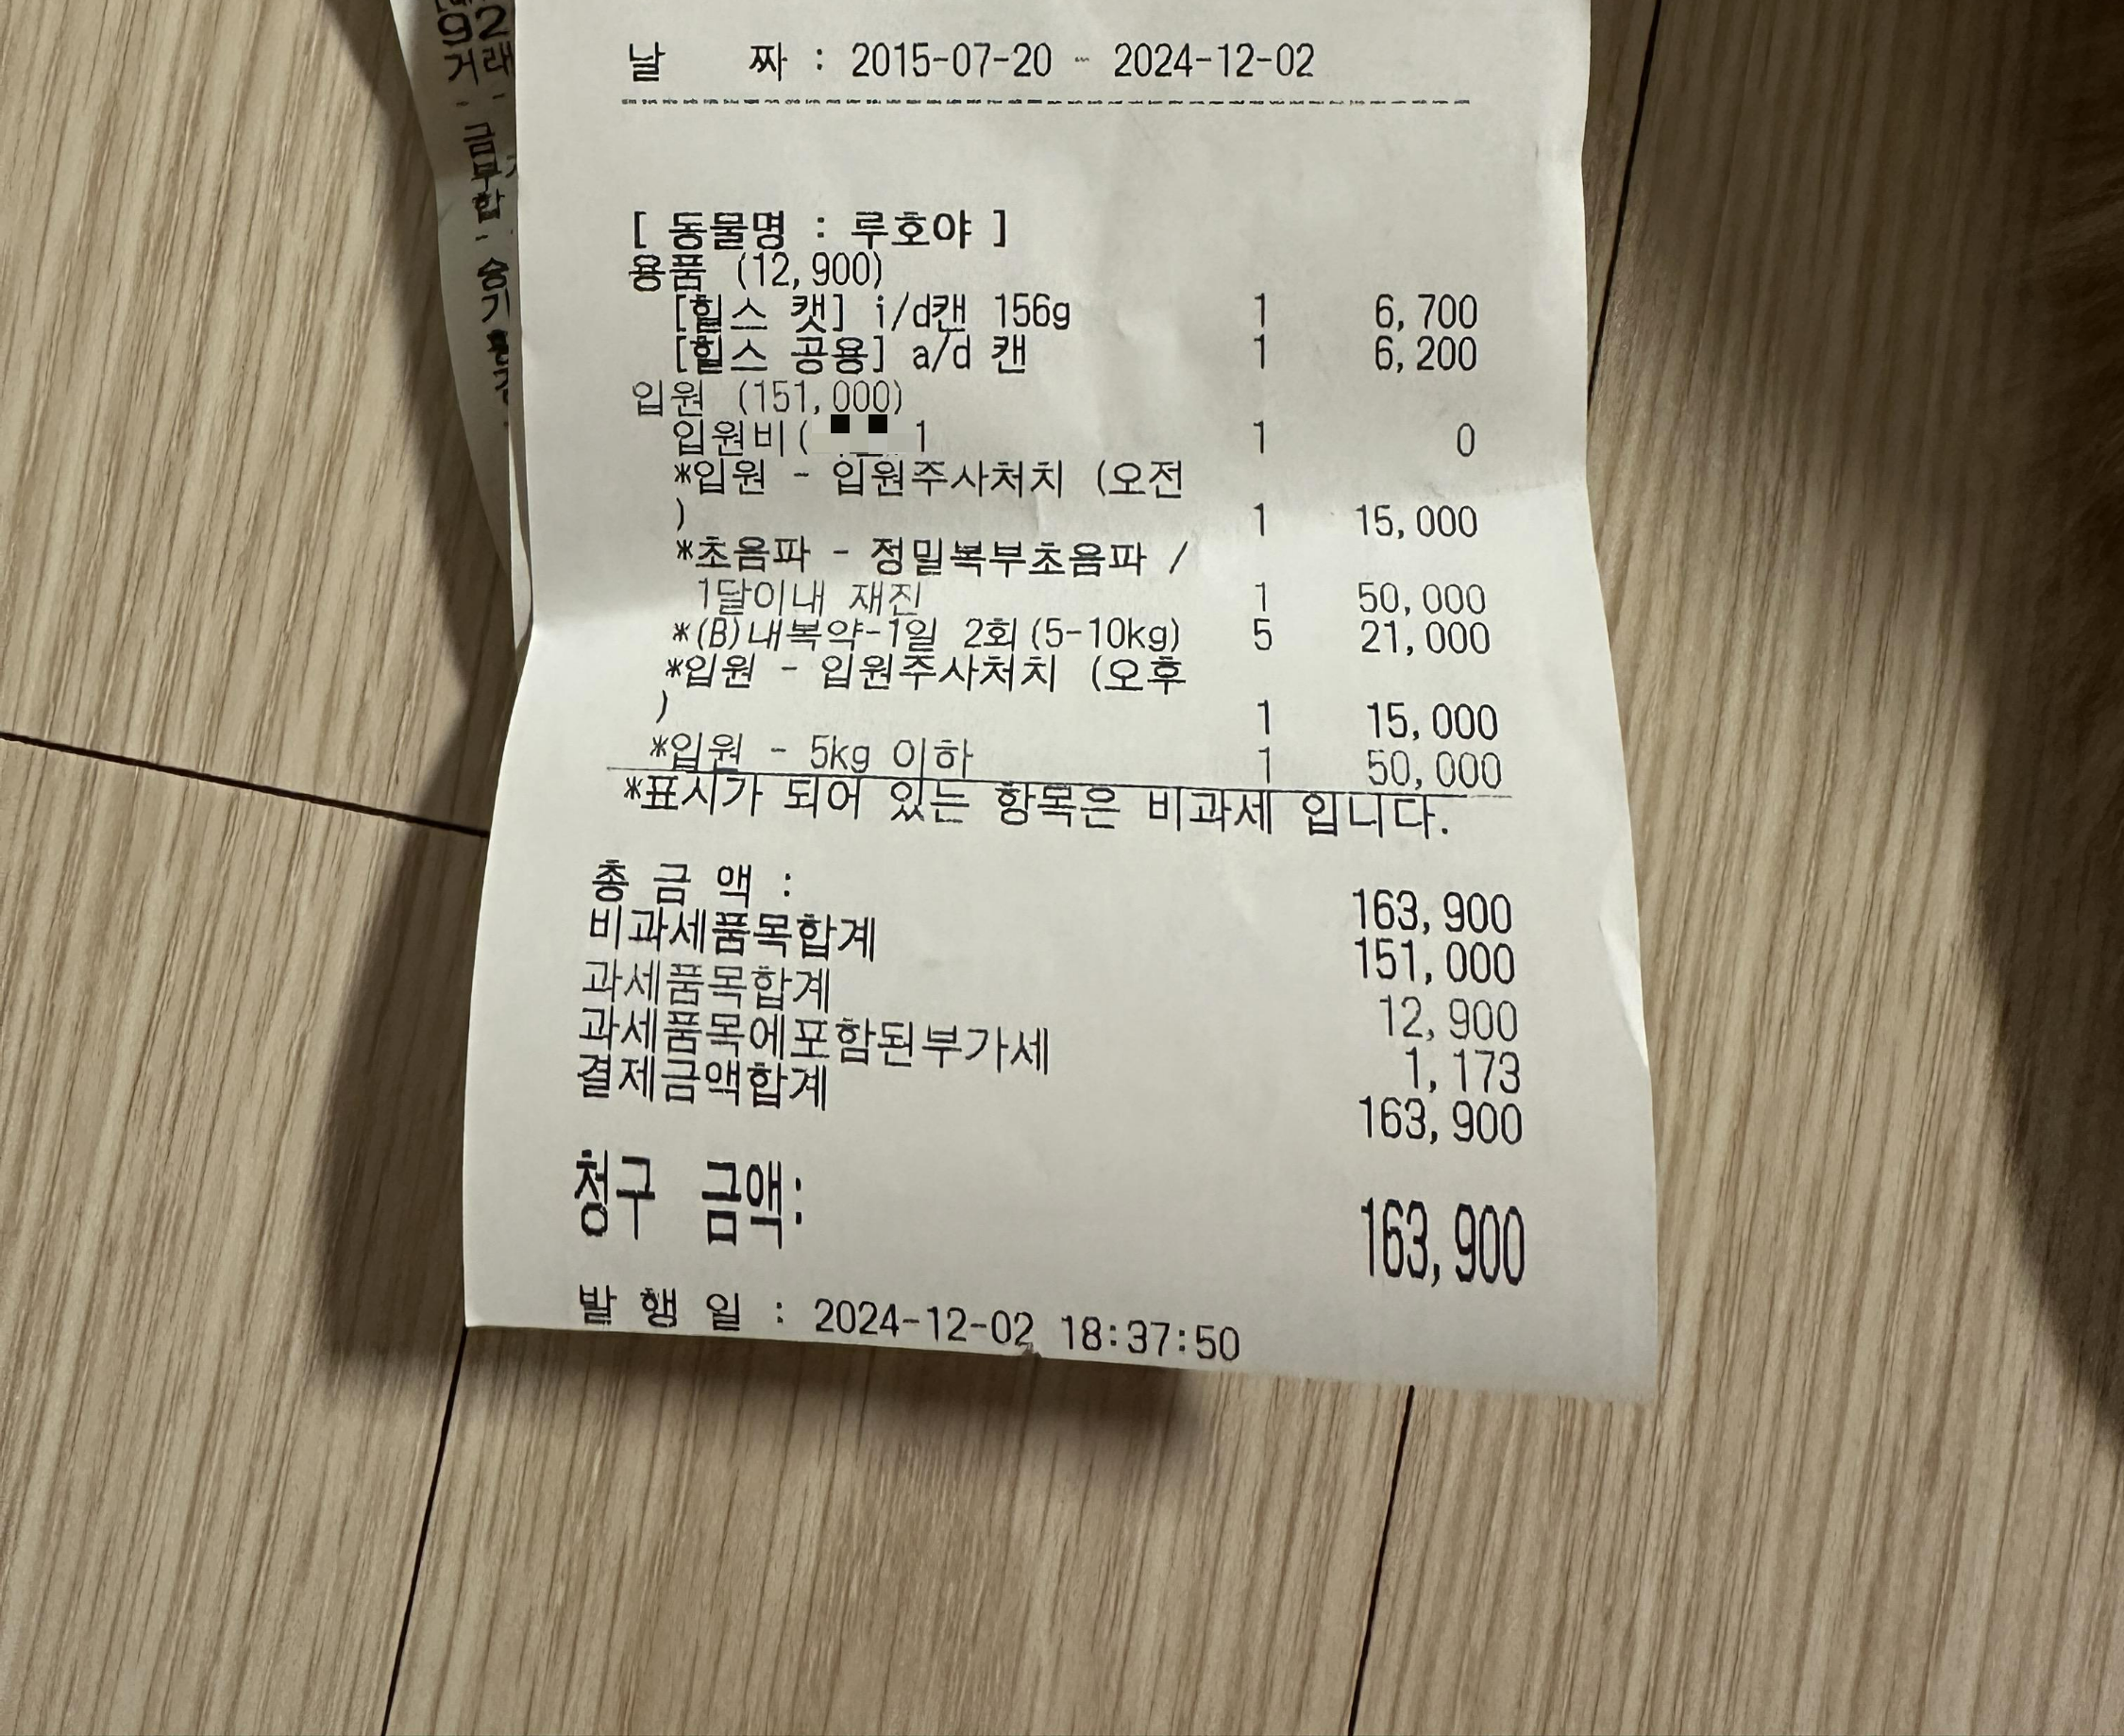 92
거래
금
부
합
승
기
날 짜 : 2015-07-20 - 2024-12-02
[ 동물명 : 루호야 ]
용품 (12,900)
[힐스 캣] i/d캔 156g 1 6,700
[힐스 공용] a/d 캔 1 6,200
입원 (151,000)
입원비( 1 1 0
*입원 - 입원주사처치 (오전
) 1 15,000
*초음파 - 정밀복부초음파 /
1달이내 재진 1 50,000
*(B)내복약-1일 2회(5-10kg) 5 21,000
*입원 - 입원주사처치 (오후
) 1 15,000
*입원 - 5kg 이하 1 50,000
*표시가 되어 있는 항목은 비과세 입니다.
총 금 액 : 163,900
비과세품목합계 151,000
과세품목합계 12,900
과세품목에포함된부가세 1,173
결제금액합계 163,900
청구 금액: 163,900
발 행 일 : 2024-12-02 18:37:50